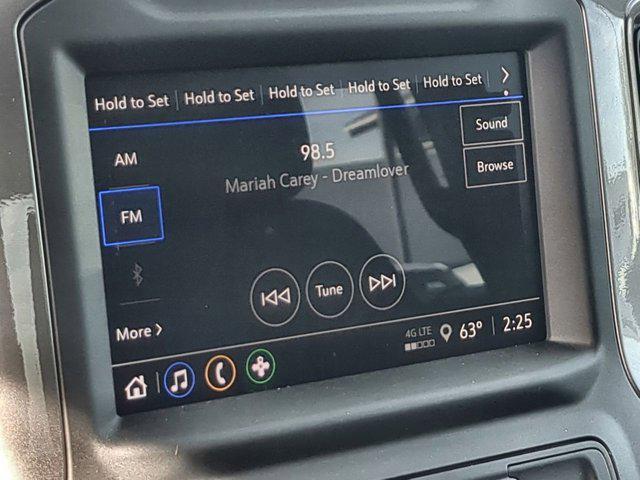 Hold to Set Hold to Set Hold to Set Hold to Set Hold to Set >
AM
98.5
Sound
Mariah Carey - Dreamlover
Browse
FM
Tune
More >
4G LTE
63° 2:25